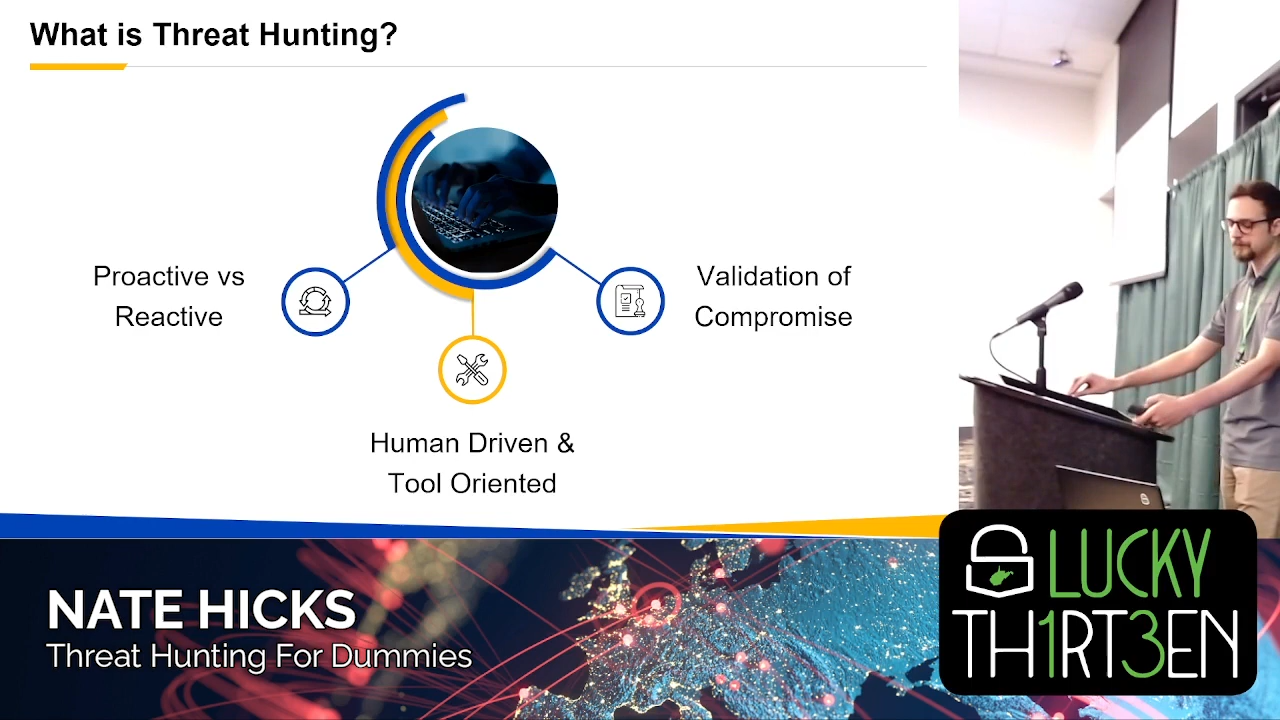 What is Threat Hunting?
Proactive vs
Reactive
Validation of
Compromise
Human Driven &
Tool Oriented
NATE HICKS
Threat Hunting For Dummies
LUCKY
TH1RT3EN